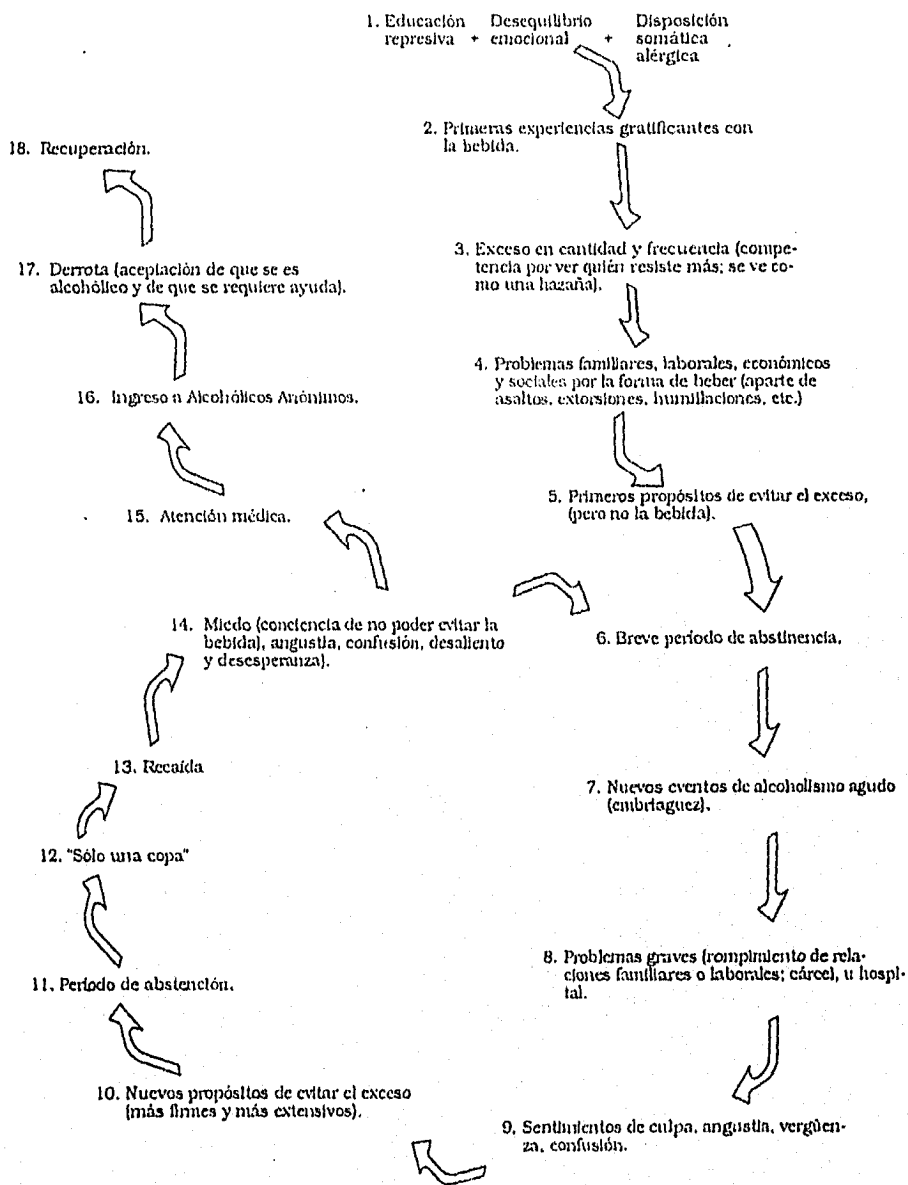 1. Educación Desequilibrio Disposición
represiva + emocional + somática
alérgica
2. Primeras experiencias gratificantes con
la bebida.
3. Exceso en cantidad y frecuencia (compe-
tencia por ver quién resiste más; se ve co-
mo una hazaña).
4. Problemas familiares, laborales, económicos
y sociales por la forma de beber (aparte de
asaltos, extorsiones, humillaciones, etc.)
5. Primeros propósitos de evitar el exceso,
(pero no la bebida).
6. Breve período de abstinencia.
7. Nuevos eventos de alcoholismo agudo
(embriaguez).
8. Problemas graves (rompimiento de rela-
ciones familiares o laborales; cárcel, u hospi-
tal.
9. Sentimientos de culpa, angustia, vergüen-
za, confusión.
10. Nuevos propósitos de evitar el exceso
(más firmes y más extensivos).
11. Período de abstención.
12. "Sólo una copa"
13. Recaída
14. Miedo (conciencia de no poder evitar la
bebida), angustia, confusión, desaliento
y desesperanza).
15. Atención médica.
16. Ingreso a Alcohólicos Anónimos.
17. Derrota (aceptación de que se es
alcohólico y de que se requiere ayuda).
18. Recuperación.